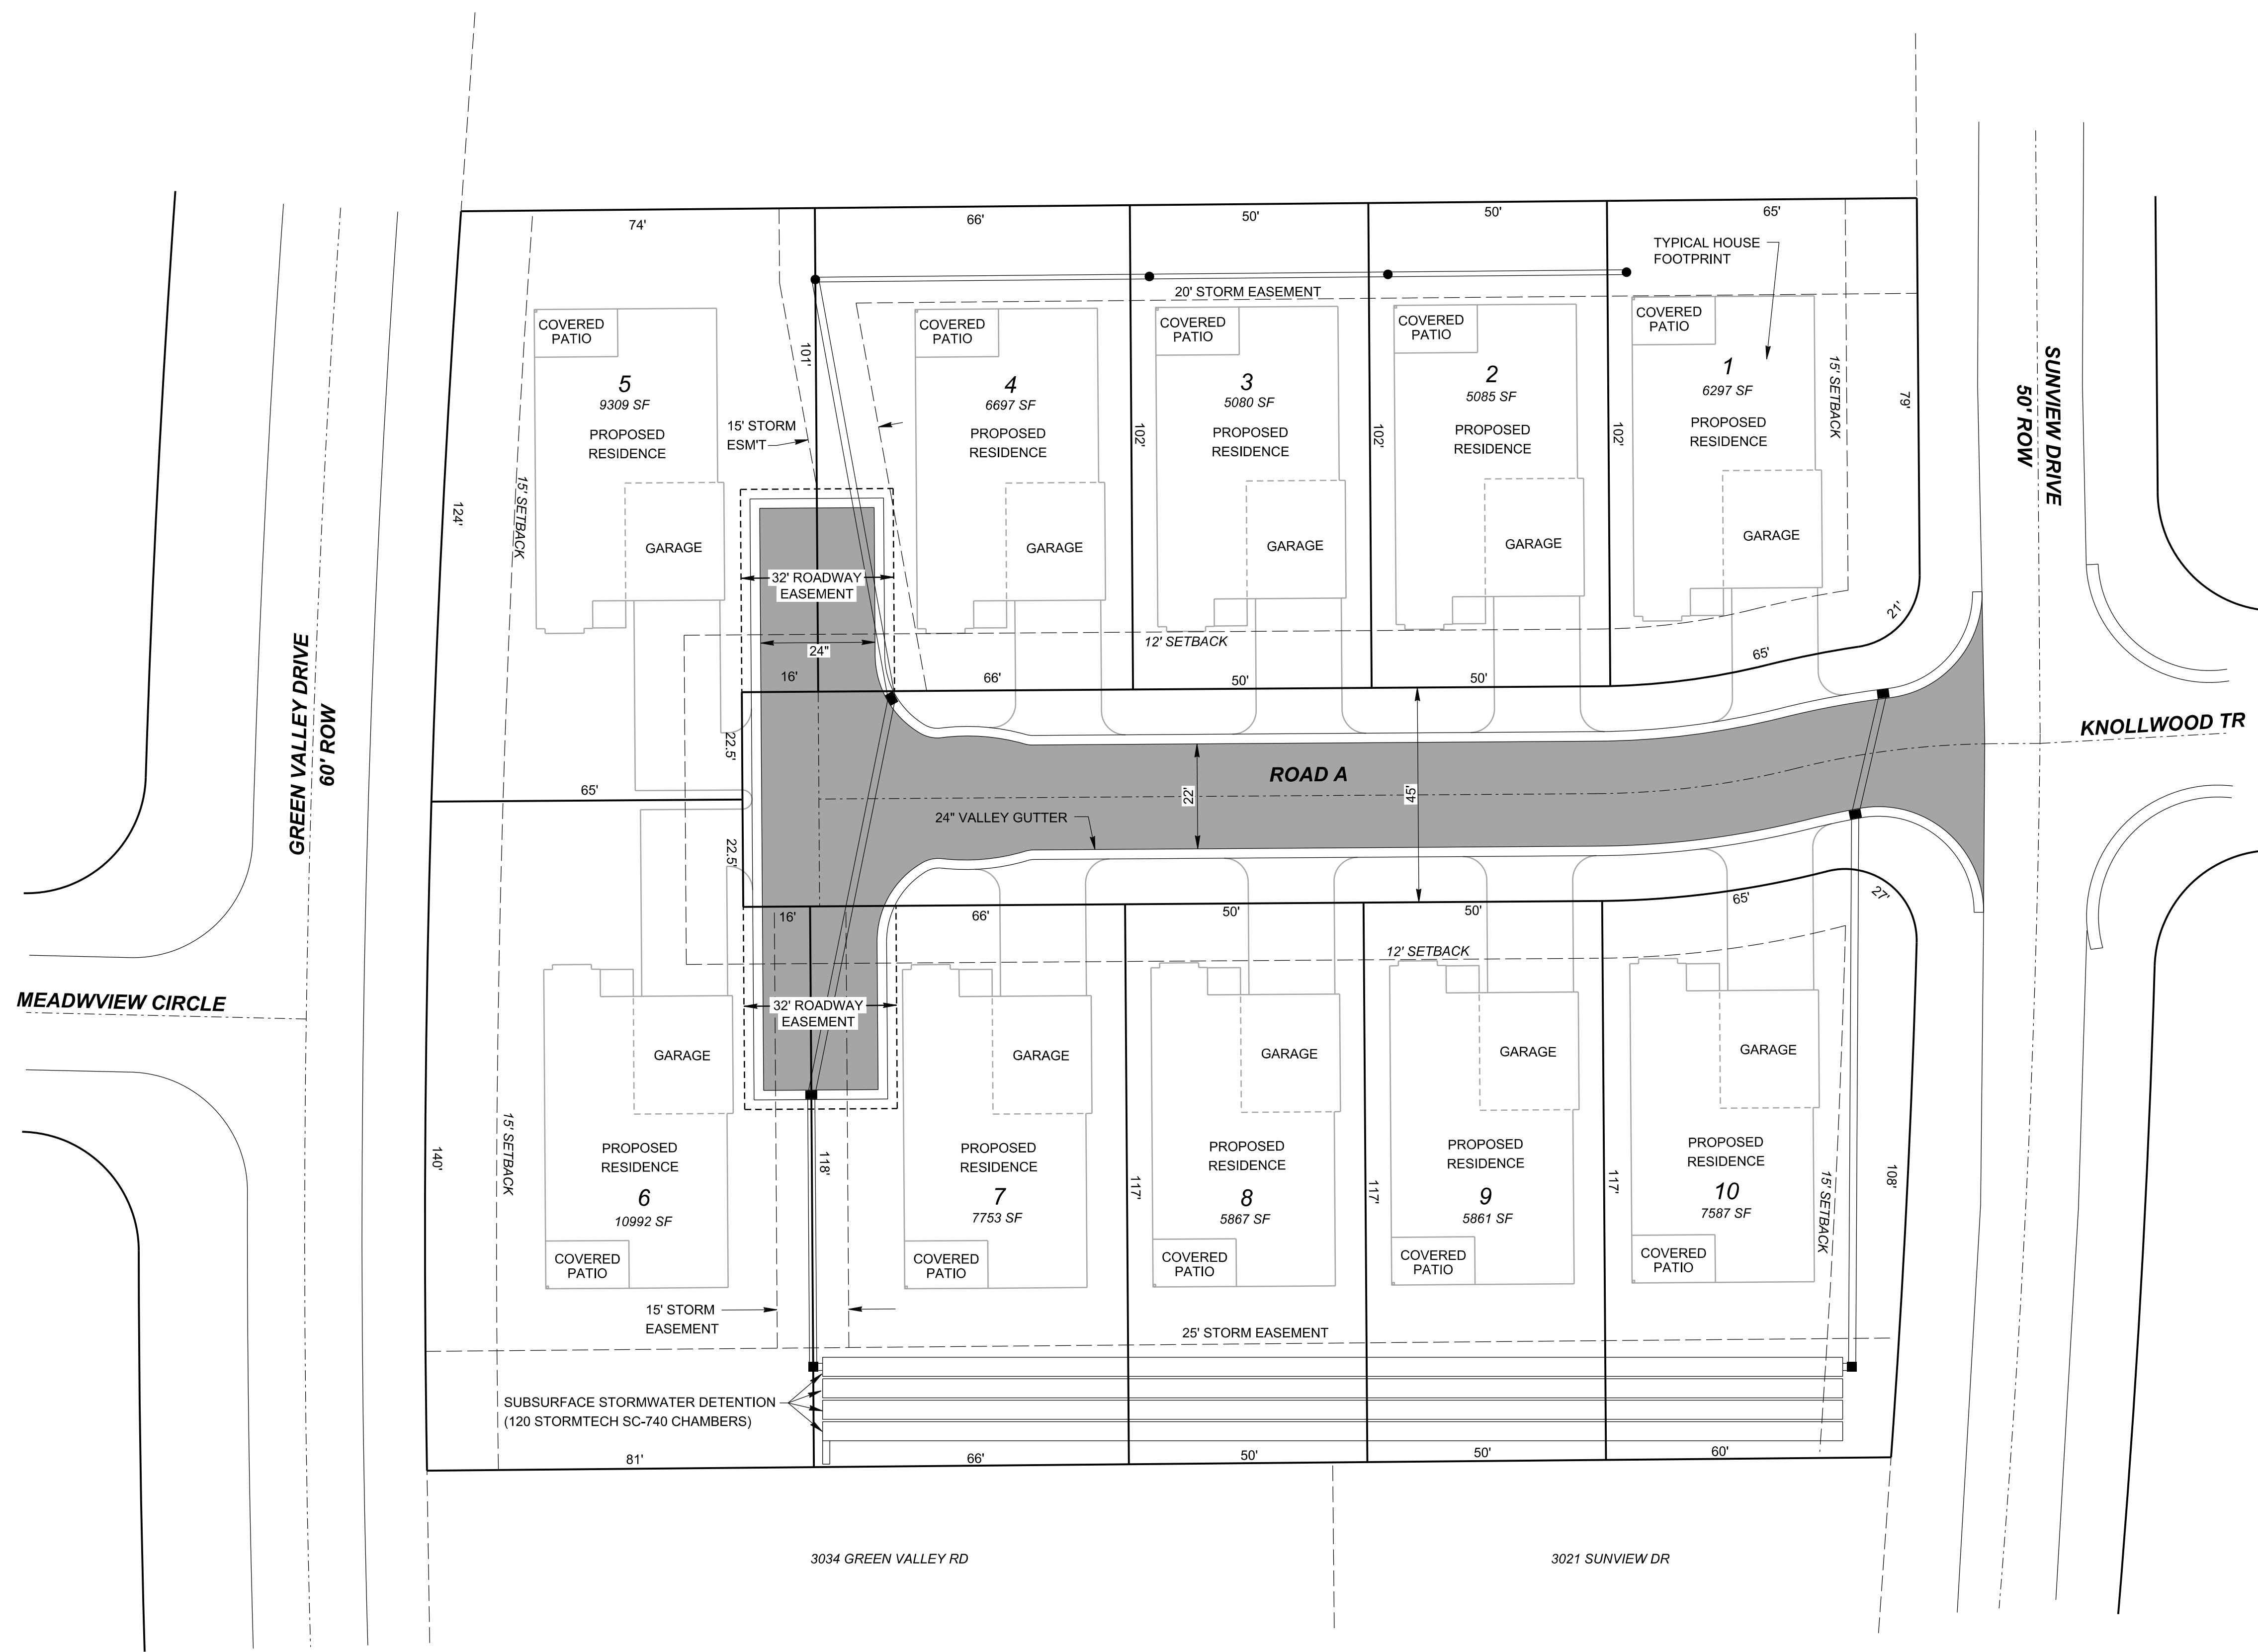 74'
66'
50'
50'
65'
TYPICAL HOUSE
FOOTPRINT
20' STORM EASEMENT
COVERED
PATIO
COVERED
PATIO
COVERED
PATIO
COVERED
PATIO
COVERED
PATIO
5
9309 SF
PROPOSED
RESIDENCE
GARAGE
15' STORM
ESM'T
101'
4
6697 SF
PROPOSED
RESIDENCE
GARAGE
3
5080 SF
PROPOSED
RESIDENCE
GARAGE
2
5085 SF
PROPOSED
RESIDENCE
GARAGE
1
6297 SF
PROPOSED
RESIDENCE
GARAGE
102'
102'
102'
15' SETBACK
79'
SUNVIEW DRIVE
50' ROW
124'
15' SETBACK
32' ROADWAY
EASEMENT
24"
12' SETBACK
21'
16'
66'
50'
50'
65'
GREEN VALLEY DRIVE
60' ROW
KNOLLWOOD TR
22.5'
65'
22.5'
ROAD A
22'
45'
24" VALLEY GUTTER
16'
66'
50'
50'
65'
27'
12' SETBACK
MEADWVIEW CIRCLE
32' ROADWAY
EASEMENT
GARAGE
GARAGE
GARAGE
GARAGE
GARAGE
140'
15' SETBACK
PROPOSED
RESIDENCE
6
10992 SF
COVERED
PATIO
118'
PROPOSED
RESIDENCE
7
7753 SF
COVERED
PATIO
117'
PROPOSED
RESIDENCE
8
5867 SF
COVERED
PATIO
117'
PROPOSED
RESIDENCE
9
5861 SF
COVERED
PATIO
117'
PROPOSED
RESIDENCE
10
7587 SF
COVERED
PATIO
15' SETBACK
108'
15' STORM
EASEMENT
25' STORM EASEMENT
SUBSURFACE STORMWATER DETENTION
(120 STORMTECH SC-740 CHAMBERS)
81'
66'
50'
50'
60'
3034 GREEN VALLEY RD
3021 SUNVIEW DR